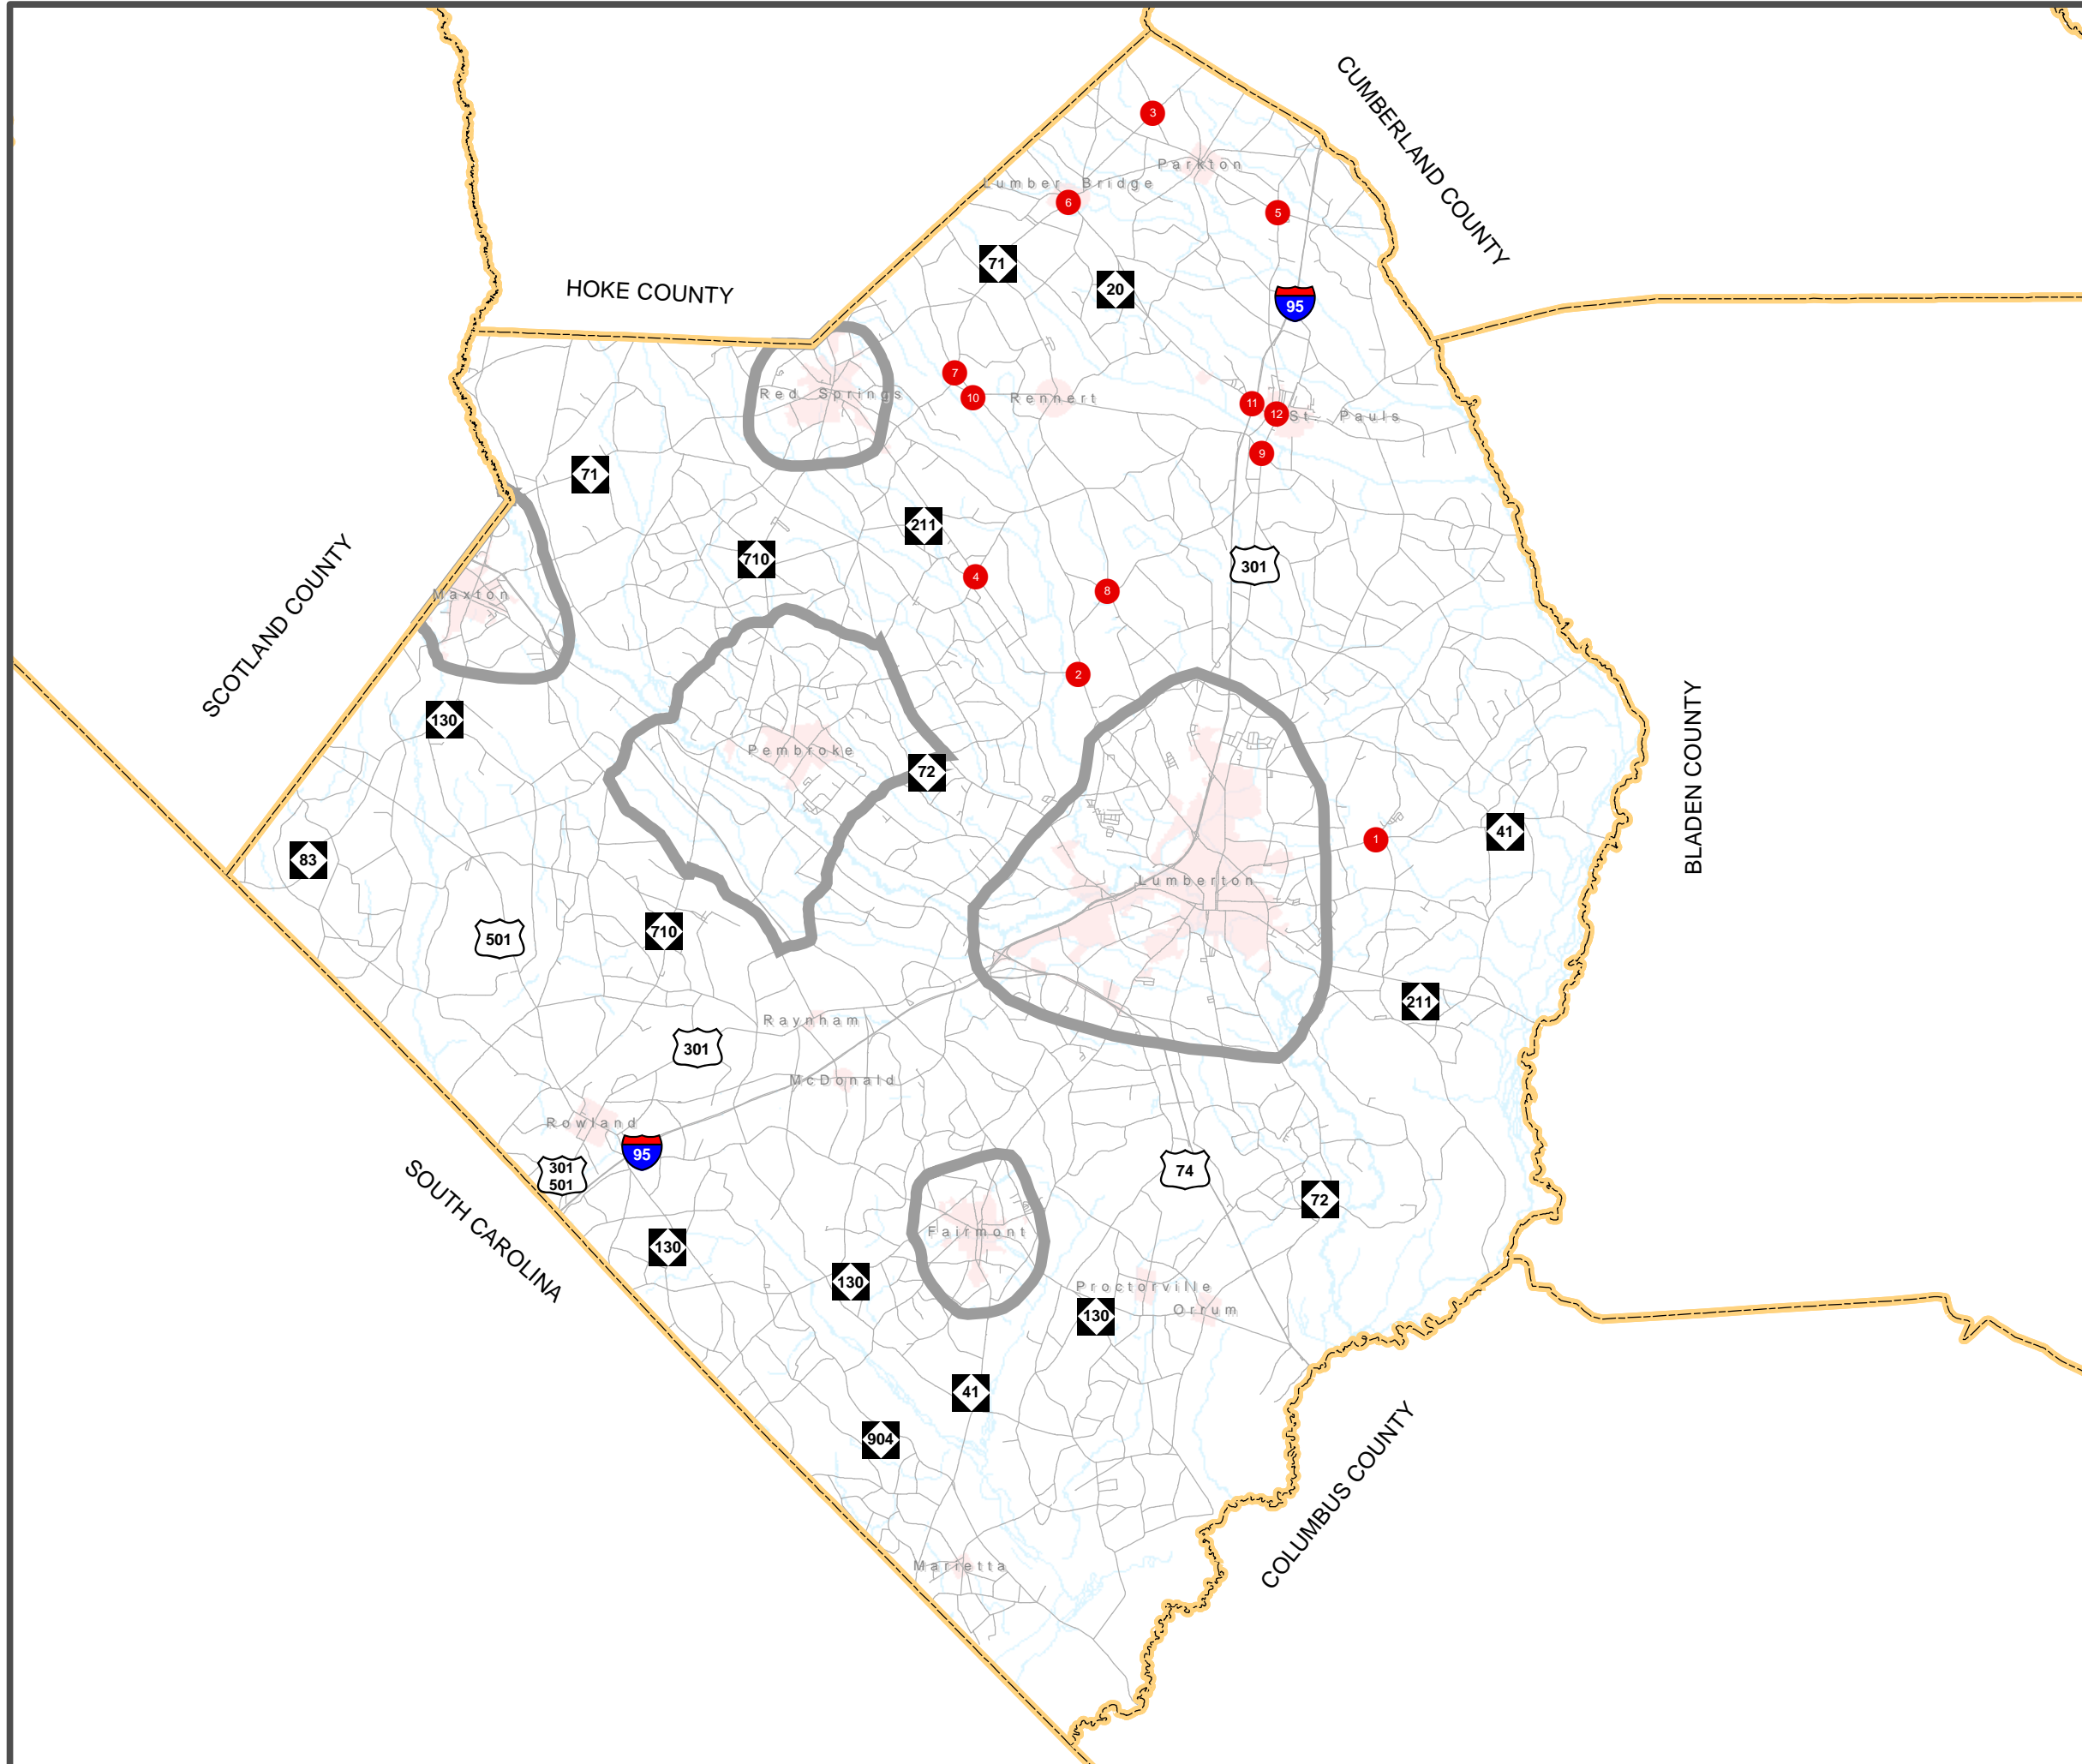 CUMBERLAND COUNTY
3
Parkton
Lumber Bridge
6
5
71
20
HOKE COUNTY
95
7
Red Springs
10
Rennert
11
12
St. Pauls
9
71
211
710
301
4
8
SCOTLAND COUNTY
Maxton
2
130
BLADEN COUNTY
Pembroke
72
1
41
83
Lumberton
501
710
211
Raynham
301
McDonald
Rowland
95
301
501
74
SOUTH CAROLINA
72
Fairmont
130
130
Proctorville
Orrum
130
41
904
COLUMBUS COUNTY
Marietta